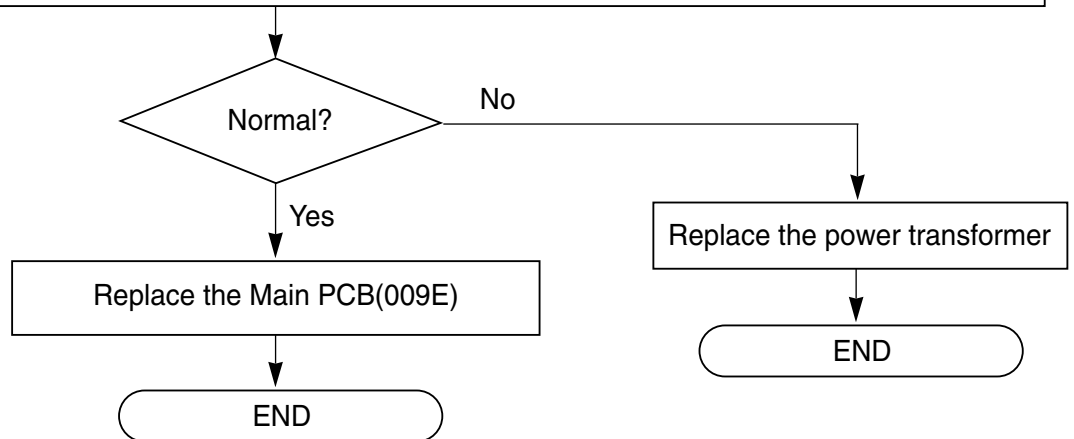 Normal?
No
Yes
Replace the power transformer
Replace the Main PCB(009E)
END
END